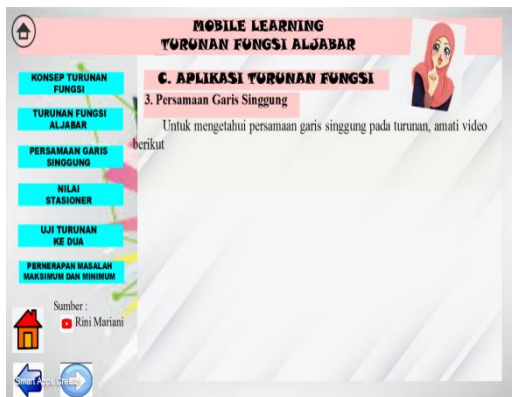 MOBILE LEARNING
TURUNAN FUNGSI ALJABAR
KONSEP TURUNAN
FUNGSI
TURUNAN FUNGSI
ALJABAR
PERSAMAAN GARIS
SINGGUNG
NILAI
STASIONER
UJI TURUNAN
KE DUA
PERNERAPAN MASALAH
MAKSIMUM DAN MINIMUM
Sumber :
Rini Mariani
Smart Apps Creator
C. APLIKASI TURUNAN FUNGSI
3. Persamaan Garis Singgung
Untuk mengetahui persamaan garis singgung pada turunan, amati video
berikut